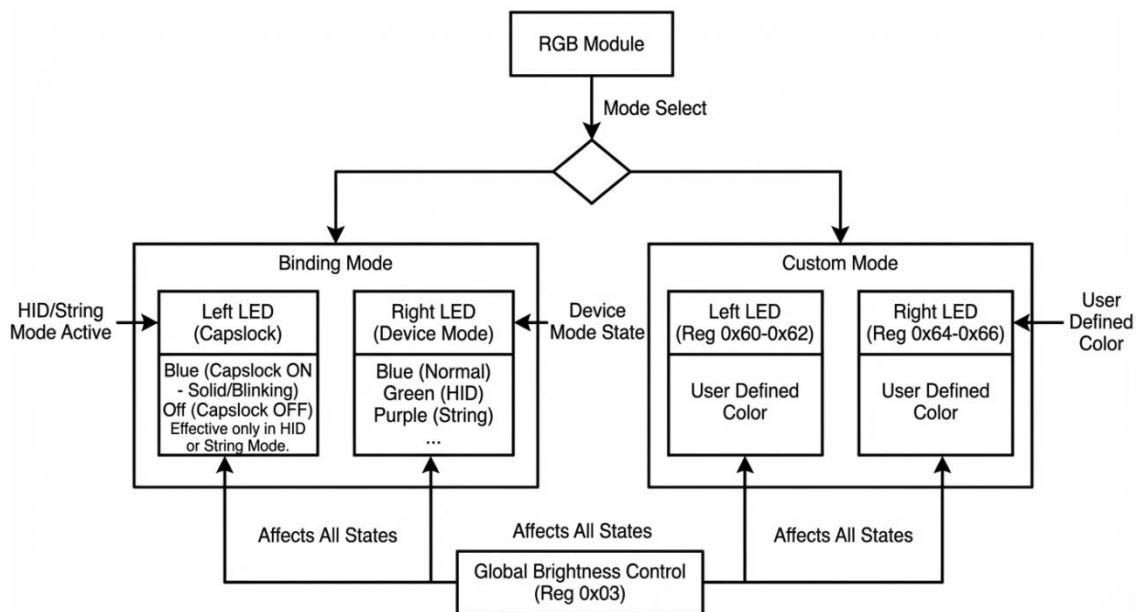 RGB Module
Mode Select
Binding Mode
HID/String
Mode Active
Left LED
(Capslock)
Blue (Capslock ON
- Solid/Blinking)
Off (Capslock OFF)
Effective only in HID
or String Mode.
Right LED
(Device Mode)
Blue (Normal)
Green (HID)
Purple (String)
...
Device
Mode State
Custom Mode
Left LED
(Reg 0x60-0x62)
User Defined
Color
Right LED
(Reg 0x64-0x66)
User Defined
Color
User
Defined
Color
Affects All States
Affects All States
Affects All States
Global Brightness Control
(Reg 0x03)